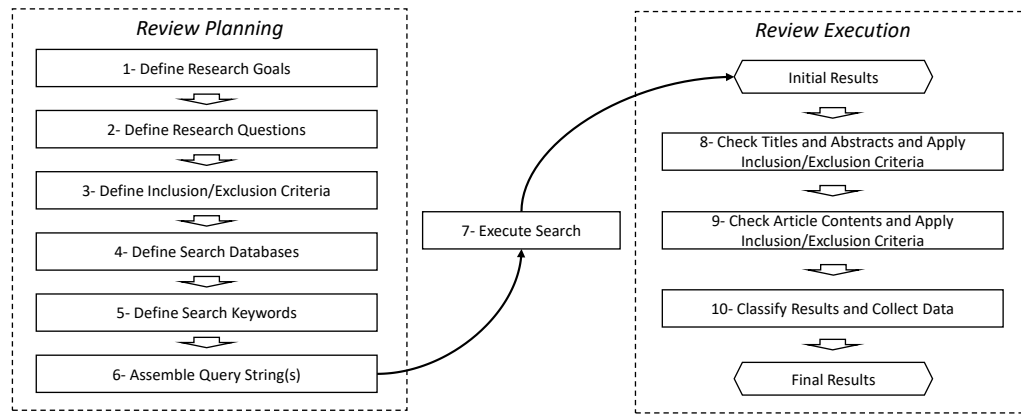 Review Planning
1- Define Research Goals
2- Define Research Questions
3- Define Inclusion/Exclusion Criteria
4- Define Search Databases
5- Define Search Keywords
6- Assemble Query String(s)
7- Execute Search
Review Execution
Initial Results
8- Check Titles and Abstracts and Apply
Inclusion/Exclusion Criteria
9- Check Article Contents and Apply
Inclusion/Exclusion Criteria
10- Classify Results and Collect Data
Final Results